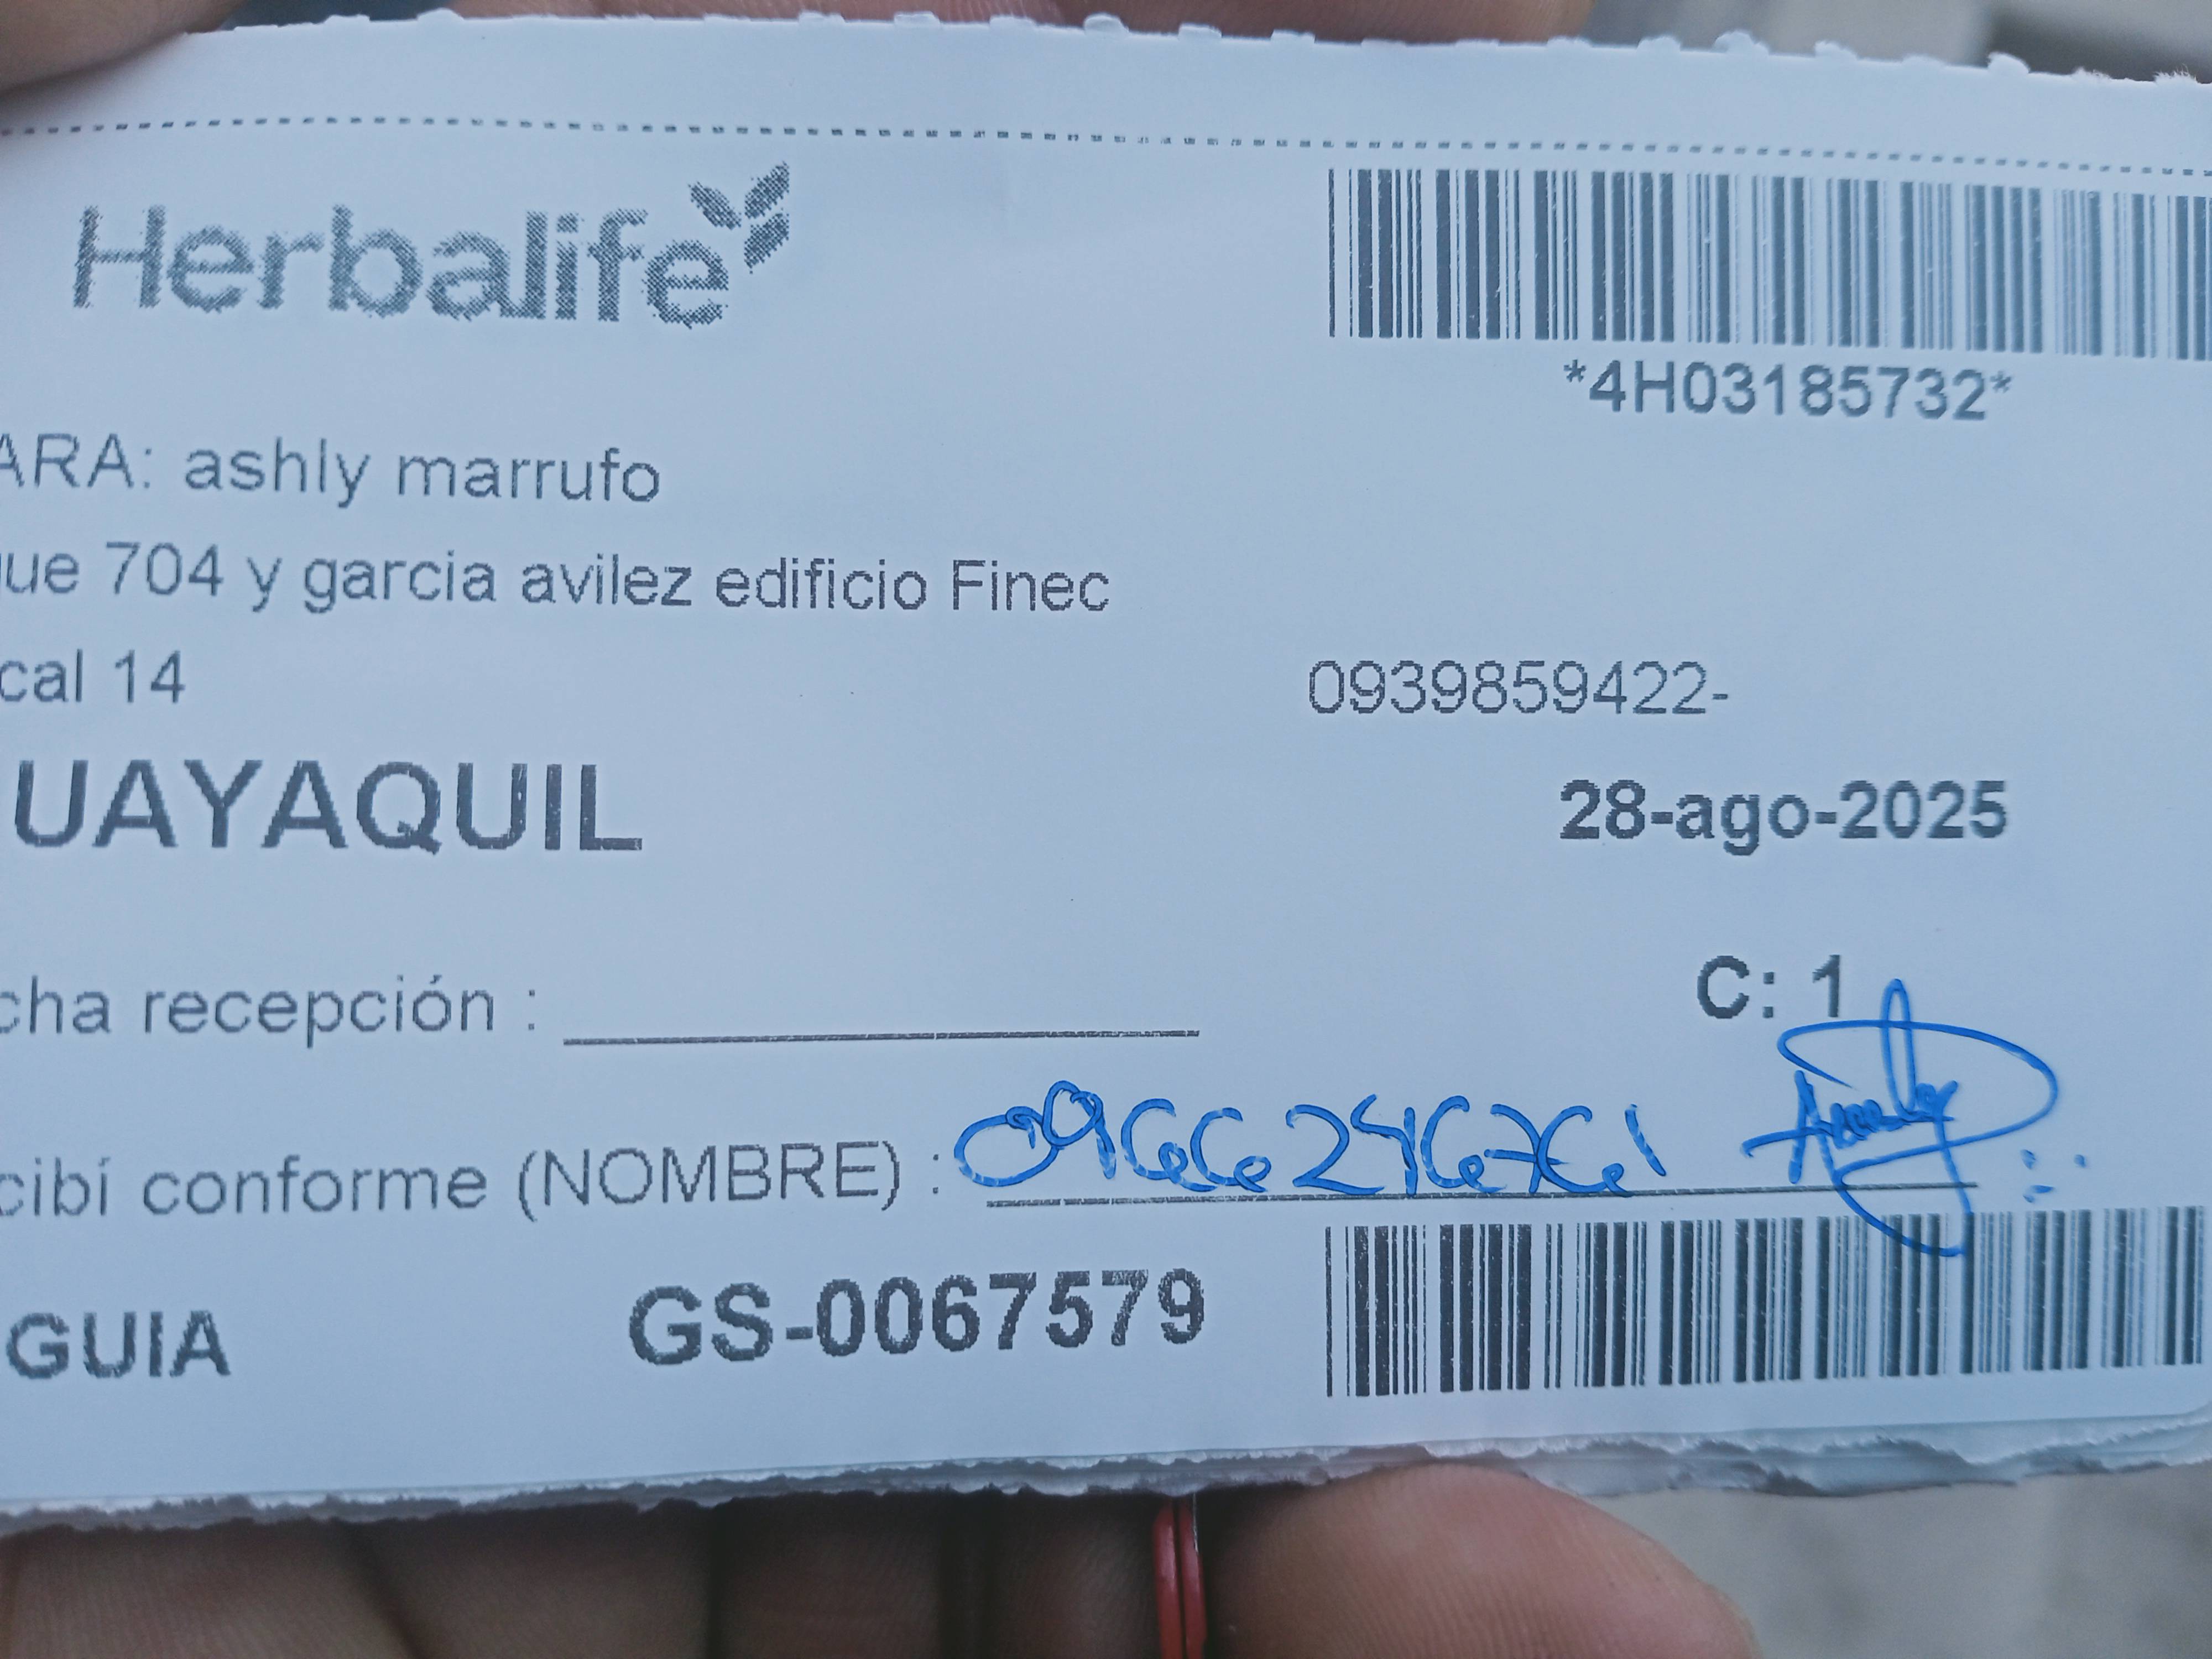 Herbalife
*4H03185732*
ARA: ashly marrufo
ue 704 y garcia avilez edificio Finec
cal 14
0939859422-
UAYAQUIL
28-ago-2025
C: 1
cha recepción :
cibí conforme (NOMBRE) : 0966246761
GUIA GS-0067579